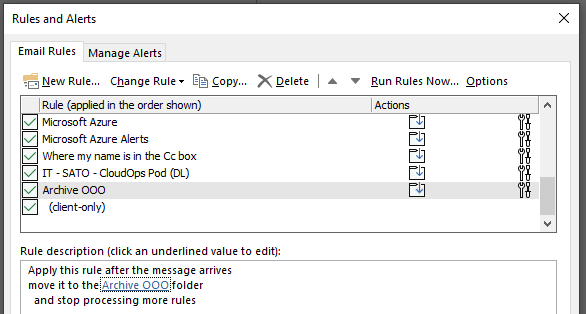 Rules and Alerts
Email Rules Manage Alerts
New Rule... Change Rule Copy... Delete Run Rules Now... Options
Rule (applied in the order shown) Actions
Microsoft Azure
Microsoft Azure Alerts
Where my name is in the Cc box
IT - SATO - CloudOps Pod (DL)
Archive OOO
(client-only)
Rule description (click an underlined value to edit):
Apply this rule after the message arrives
move it to the Archive OOO folder
and stop processing more rules